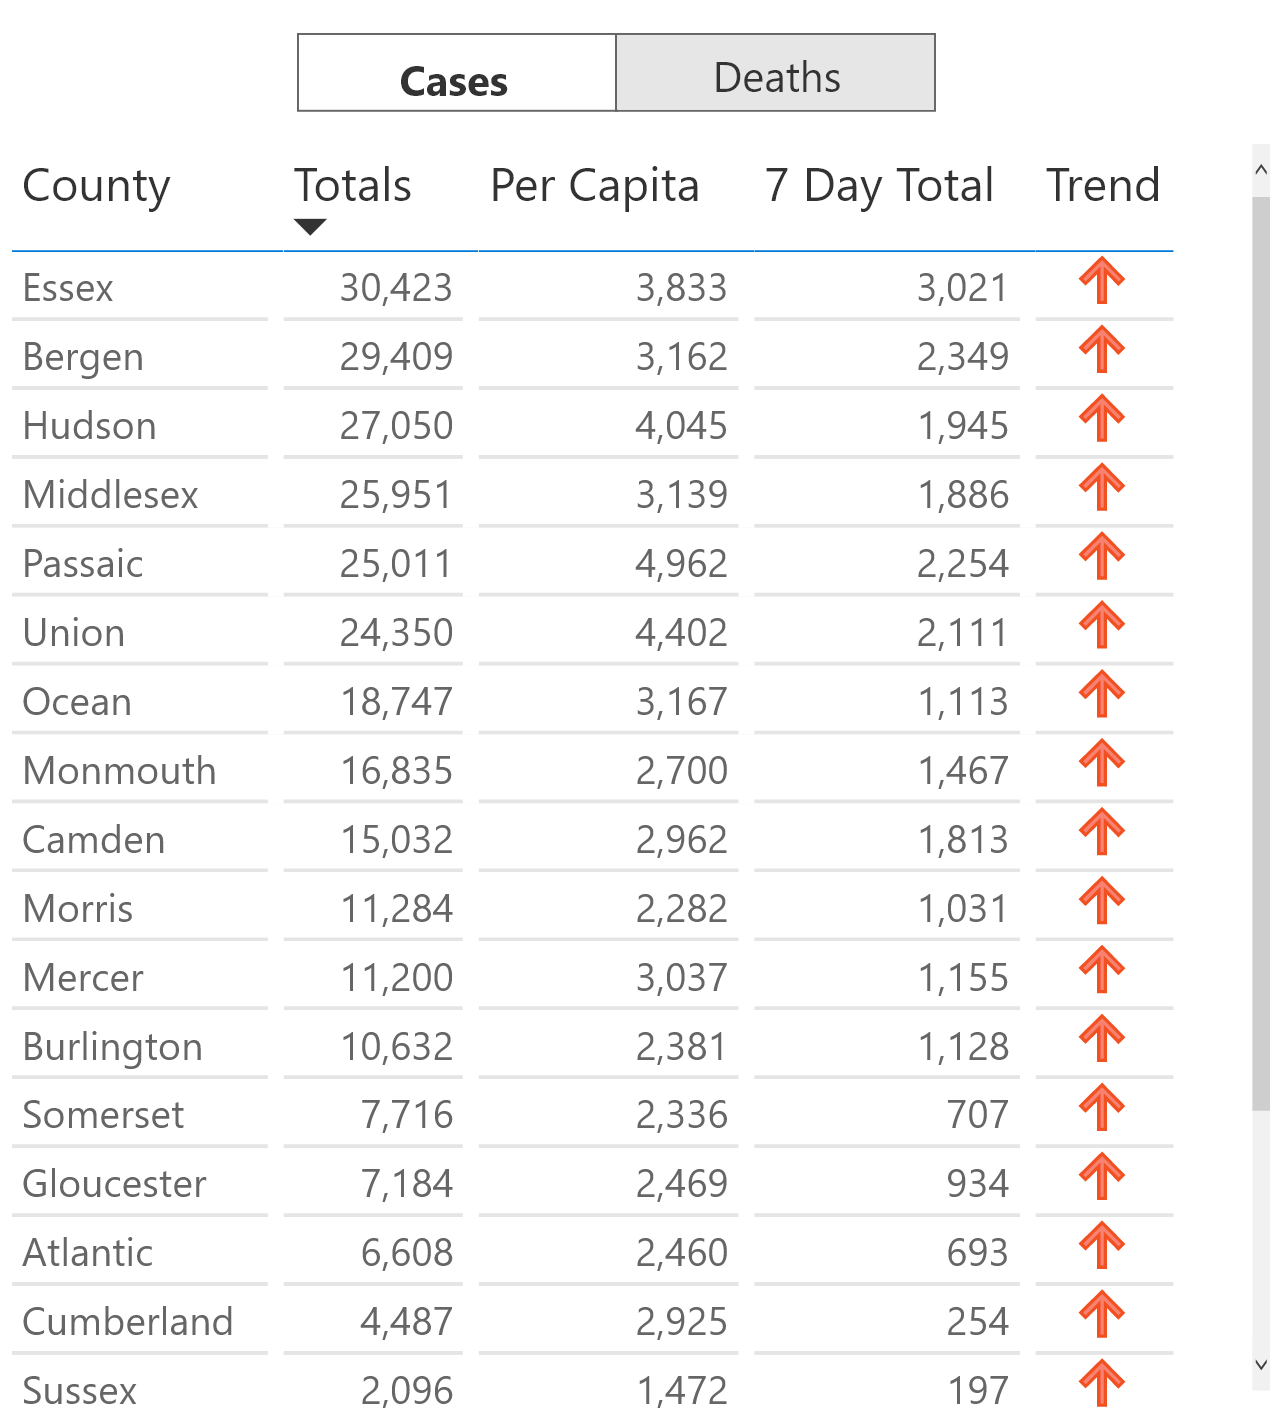 Cases Deaths
County Totals Per Capita 7 Day Total Trend
Essex 30,423 3,833 3,021
Bergen 29,409 3,162 2,349
Hudson 27,050 4,045 1,945
Middlesex 25,951 3,139 1,886
Passaic 25,011 4,962 2,254
Union 24,350 4,402 2,111
Ocean 18,747 3,167 1,113
Monmouth 16,835 2,700 1,467
Camden 15,032 2,962 1,813
Morris 11,284 2,282 1,031
Mercer 11,200 3,037 1,155
Burlington 10,632 2,381 1,128
Somerset 7,716 2,336 707
Gloucester 7,184 2,469 934
Atlantic 6,608 2,460 693
Cumberland 4,487 2,925 254
Sussex 2,096 1,472 197